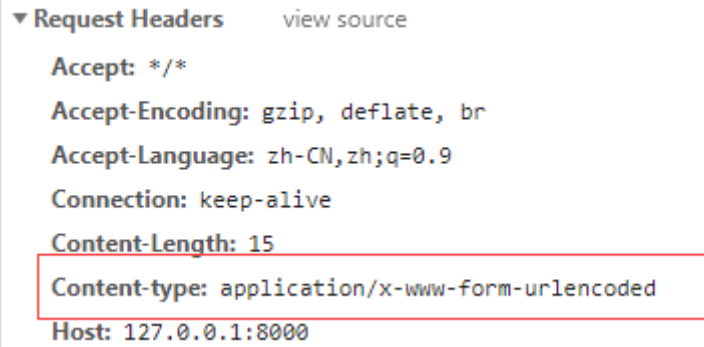 Request Headers view source
Accept: */*
Accept-Encoding: gzip, deflate, br
Accept-Language: zh-CN,zh;q=0.9
Connection: keep-alive
Content-Length: 15
Content-type: application/x-www-form-urlencoded
Host: 127.0.0.1:8000